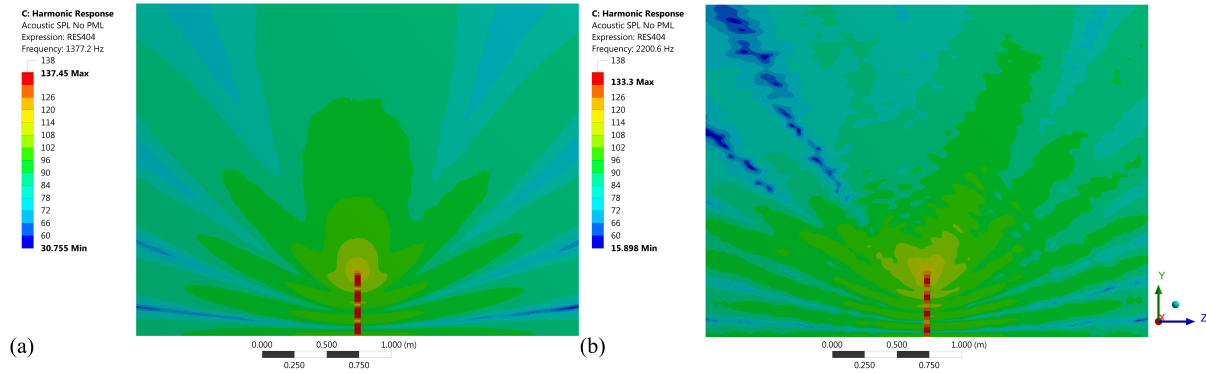 C: Harmonic Response
Acoustic SPL No PML
Expression: RES404
Frequency: 1377.2 Hz
138
137.45 Max
126
120
114
108
102
96
90
84
78
72
66
60
30.755 Min
(a)
0.000 0.500 1.000 (m)
0.250 0.750
C: Harmonic Response
Acoustic SPL No PML
Expression: RES404
Frequency: 2200.6 Hz
138
133.3 Max
126
120
114
108
102
96
90
84
78
72
66
60
15.898 Min
(b)
0.000 0.500 1.000 (m)
0.250 0.750
Y
X
Z